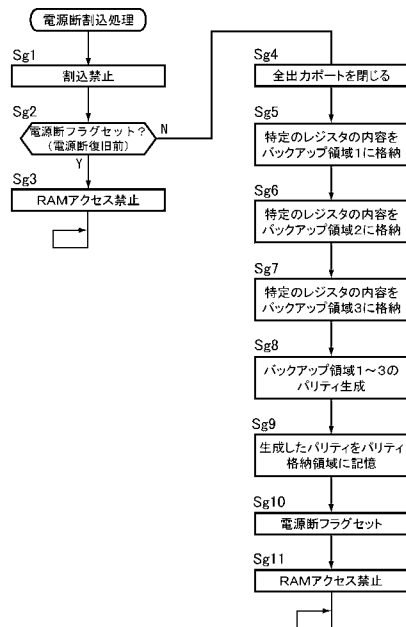 電源断割込処理
Sg1
割込禁止
Sg2
電源断フラグセット？
（電源断復旧前）
N
Y
Sg3
RAMアクセス禁止
Sg4
全出力ポートを閉じる
Sg5
特定のレジスタの内容を
バックアップ領域1に格納
Sg6
特定のレジスタの内容を
バックアップ領域2に格納
Sg7
特定のレジスタの内容を
バックアップ領域3に格納
Sg8
バックアップ領域1～3の
パリティ生成
Sg9
生成したパリティをパリティ
格納領域に記憶
Sg10
電源断フラグセット
Sg11
RAMアクセス禁止